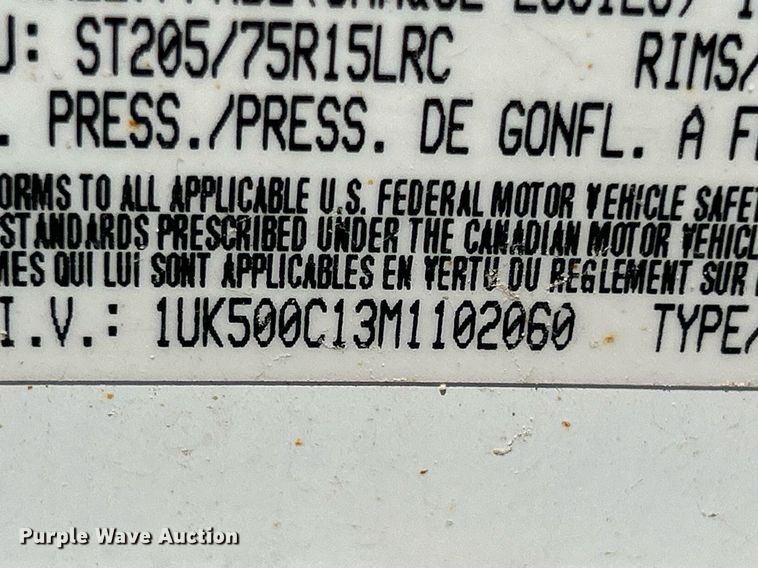 U: ST205/75R15LRC RIMS/
. PRESS./PRESS. DE GONFL. A F
ORMS TO ALL APPLICABLE U.S. FEDERAL MOTOR VEHICLE SAFET
STANDARDS PRESCRIBED UNDER THE CANADIAN MOTOR VEHICL
MES QUI LUI SONT APPLICABLES EN VERTU DU REGLEMENT SUR
I.V.: 1UK500C13M1102060 TYPE/
Purple Wave Auction